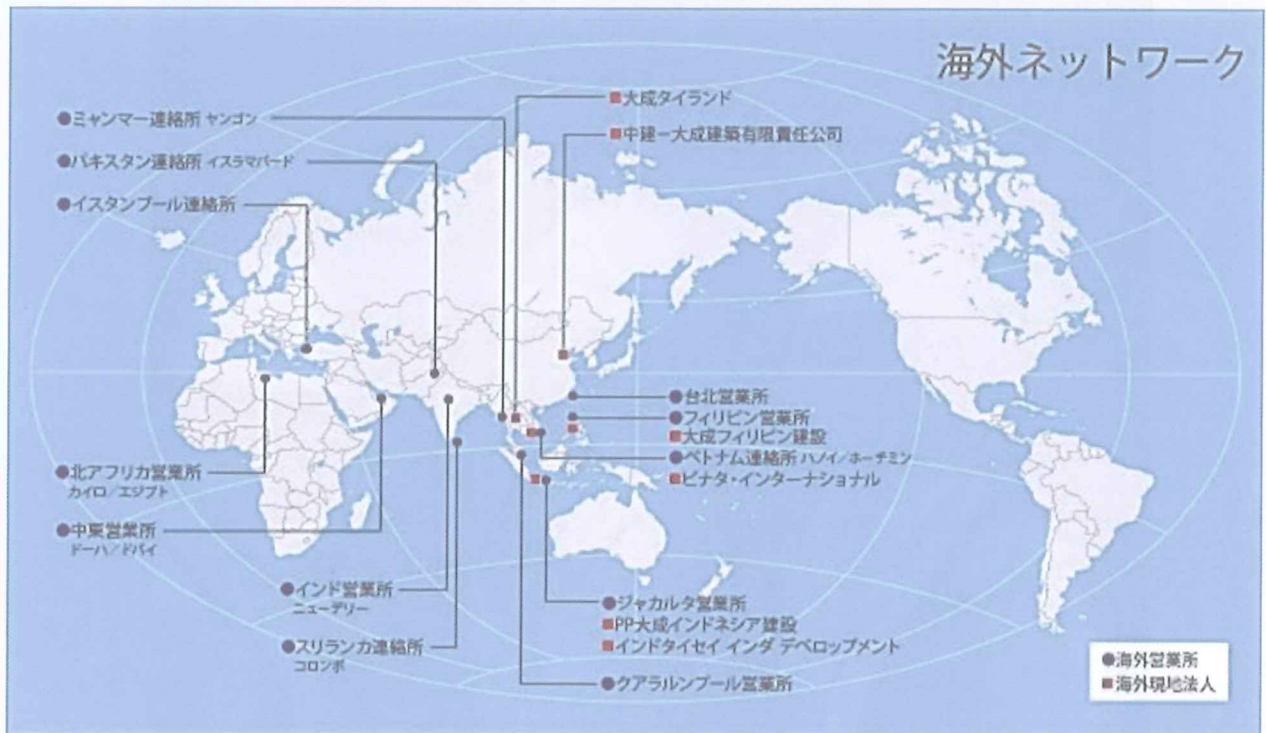 海外ネットワーク
●ミャンマー連絡所 ヤンゴン
●パキスタン連絡所 イスラマバード
●イスタンブール連絡所
■大成タイランド
■中建－大成建築有限責任公司
●台北営業所
●フィリピン営業所
■大成フィリピン建設
●ベトナム連絡所 ハノイ／ホーチミン
■ビナタ・インターナショナル
●北アフリカ営業所
カイロ／エジプト
●中東営業所
ドーハ／ドバイ
●インド営業所
ニューデリー
●スリランカ連絡所
コロンボ
●ジャカルタ営業所
■PP大成インドネシア建設
■インドタイセイ インダ デベロップメント
●クアラルンプール営業所
●海外営業所
■海外現地法人